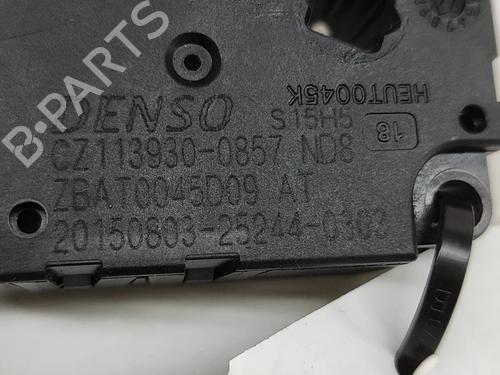 B-PARTS
DENSO
S15H5
HEUT0045K
18
CZ113930-0857 ND8
ZBAT0045D09 AT
20150803-25244-0303